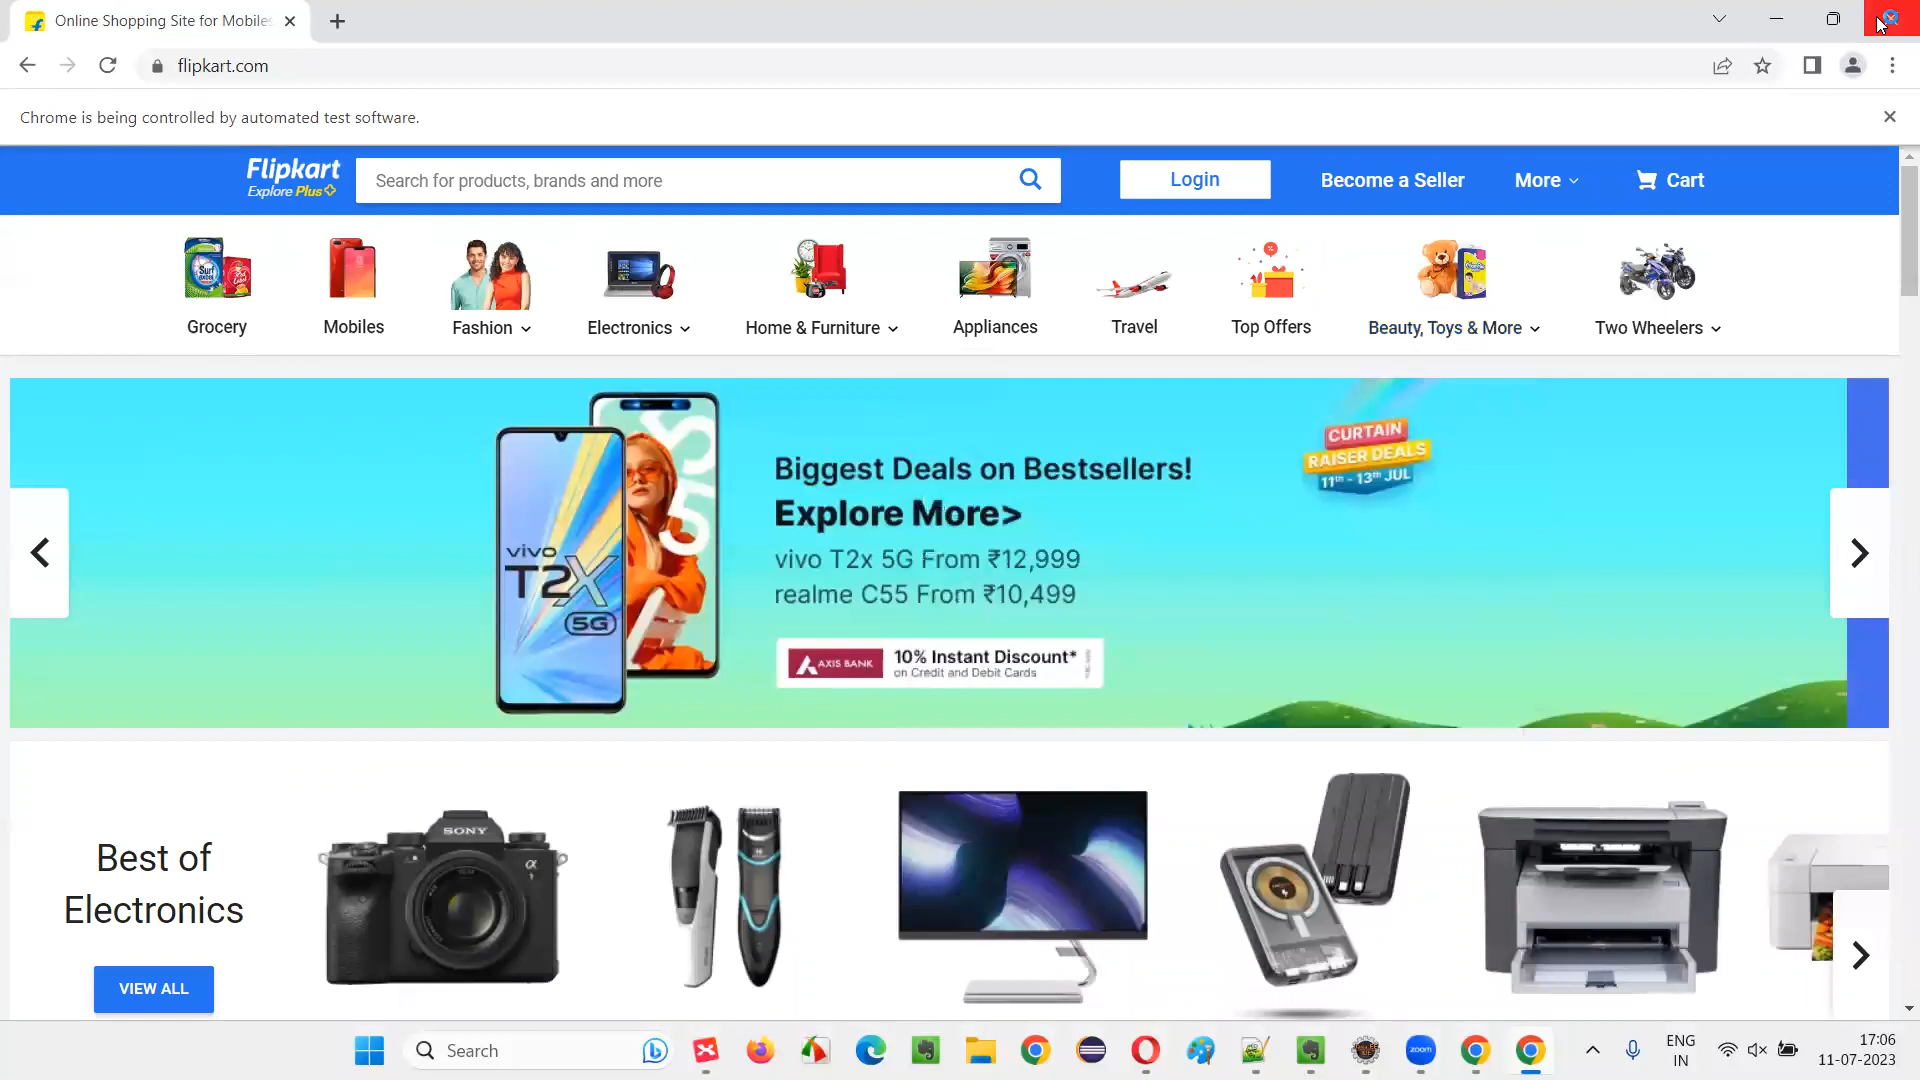 Online Shopping Site for Mobiles
flipkart.com
Chrome is being controlled by automated test software.
Flipkart
Explore Plus
Search for products, brands and more
Login
Become a Seller
More
Cart
Surf excel
Grocery
Mobiles
Fashion
Electronics
Home & Furniture
Appliances
Travel
Top Offers
Beauty, Toys & More
Two Wheelers
vivo
T2X
5G
Biggest Deals on Bestsellers!
Explore More>
vivo T2x 5G From ₹12,999
realme C55 From ₹10,499
AXIS BANK
10% Instant Discount*
on Credit and Debit Cards
CURTAIN
RAISER DEALS
11th - 13th JUL
Best of
Electronics
VIEW ALL
SONY
α
Search
zoom
ENG
IN
17:06
11-07-2023